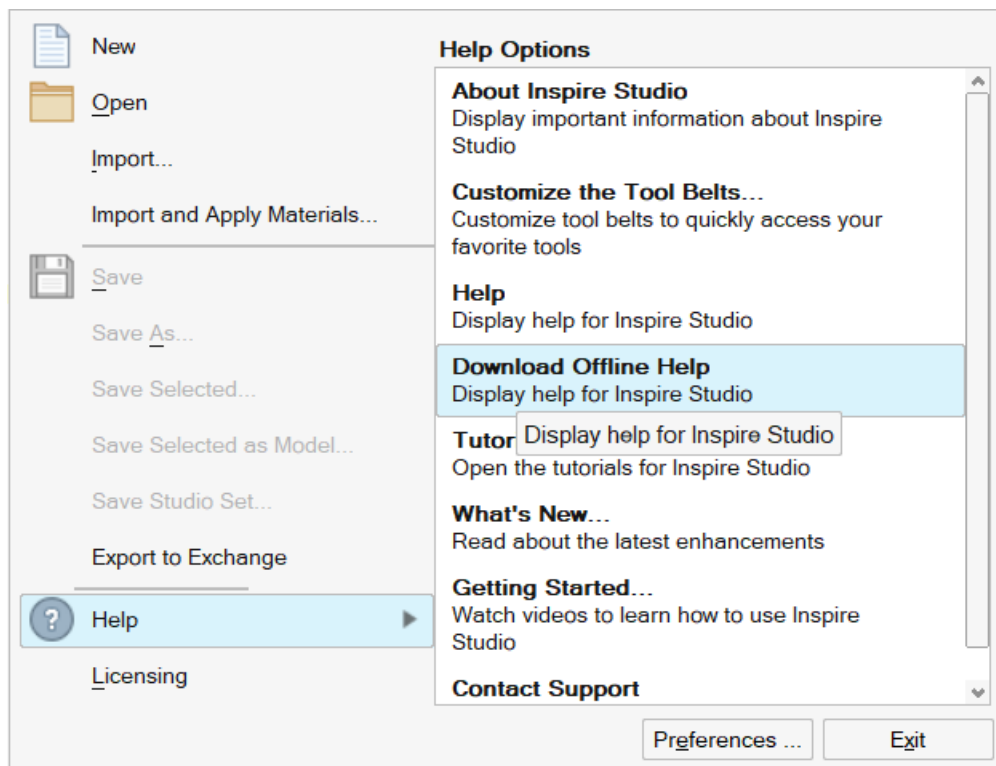 New
Open
Import...
Import and Apply Materials...
Save
Save As...
Save Selected...
Save Selected as Model...
Save Studio Set...
Export to Exchange
Help
Licensing
Help Options
About Inspire Studio
Display important information about Inspire
Studio
Customize the Tool Belts...
Customize tool belts to quickly access your
favorite tools
Help
Display help for Inspire Studio
Download Offline Help
Display help for Inspire Studio
Display help for Inspire Studio
Tutor
Open the tutorials for Inspire Studio
What's New...
Read about the latest enhancements
Getting Started...
Watch videos to learn how to use Inspire
Studio
Contact Support
Preferences ...
Exit